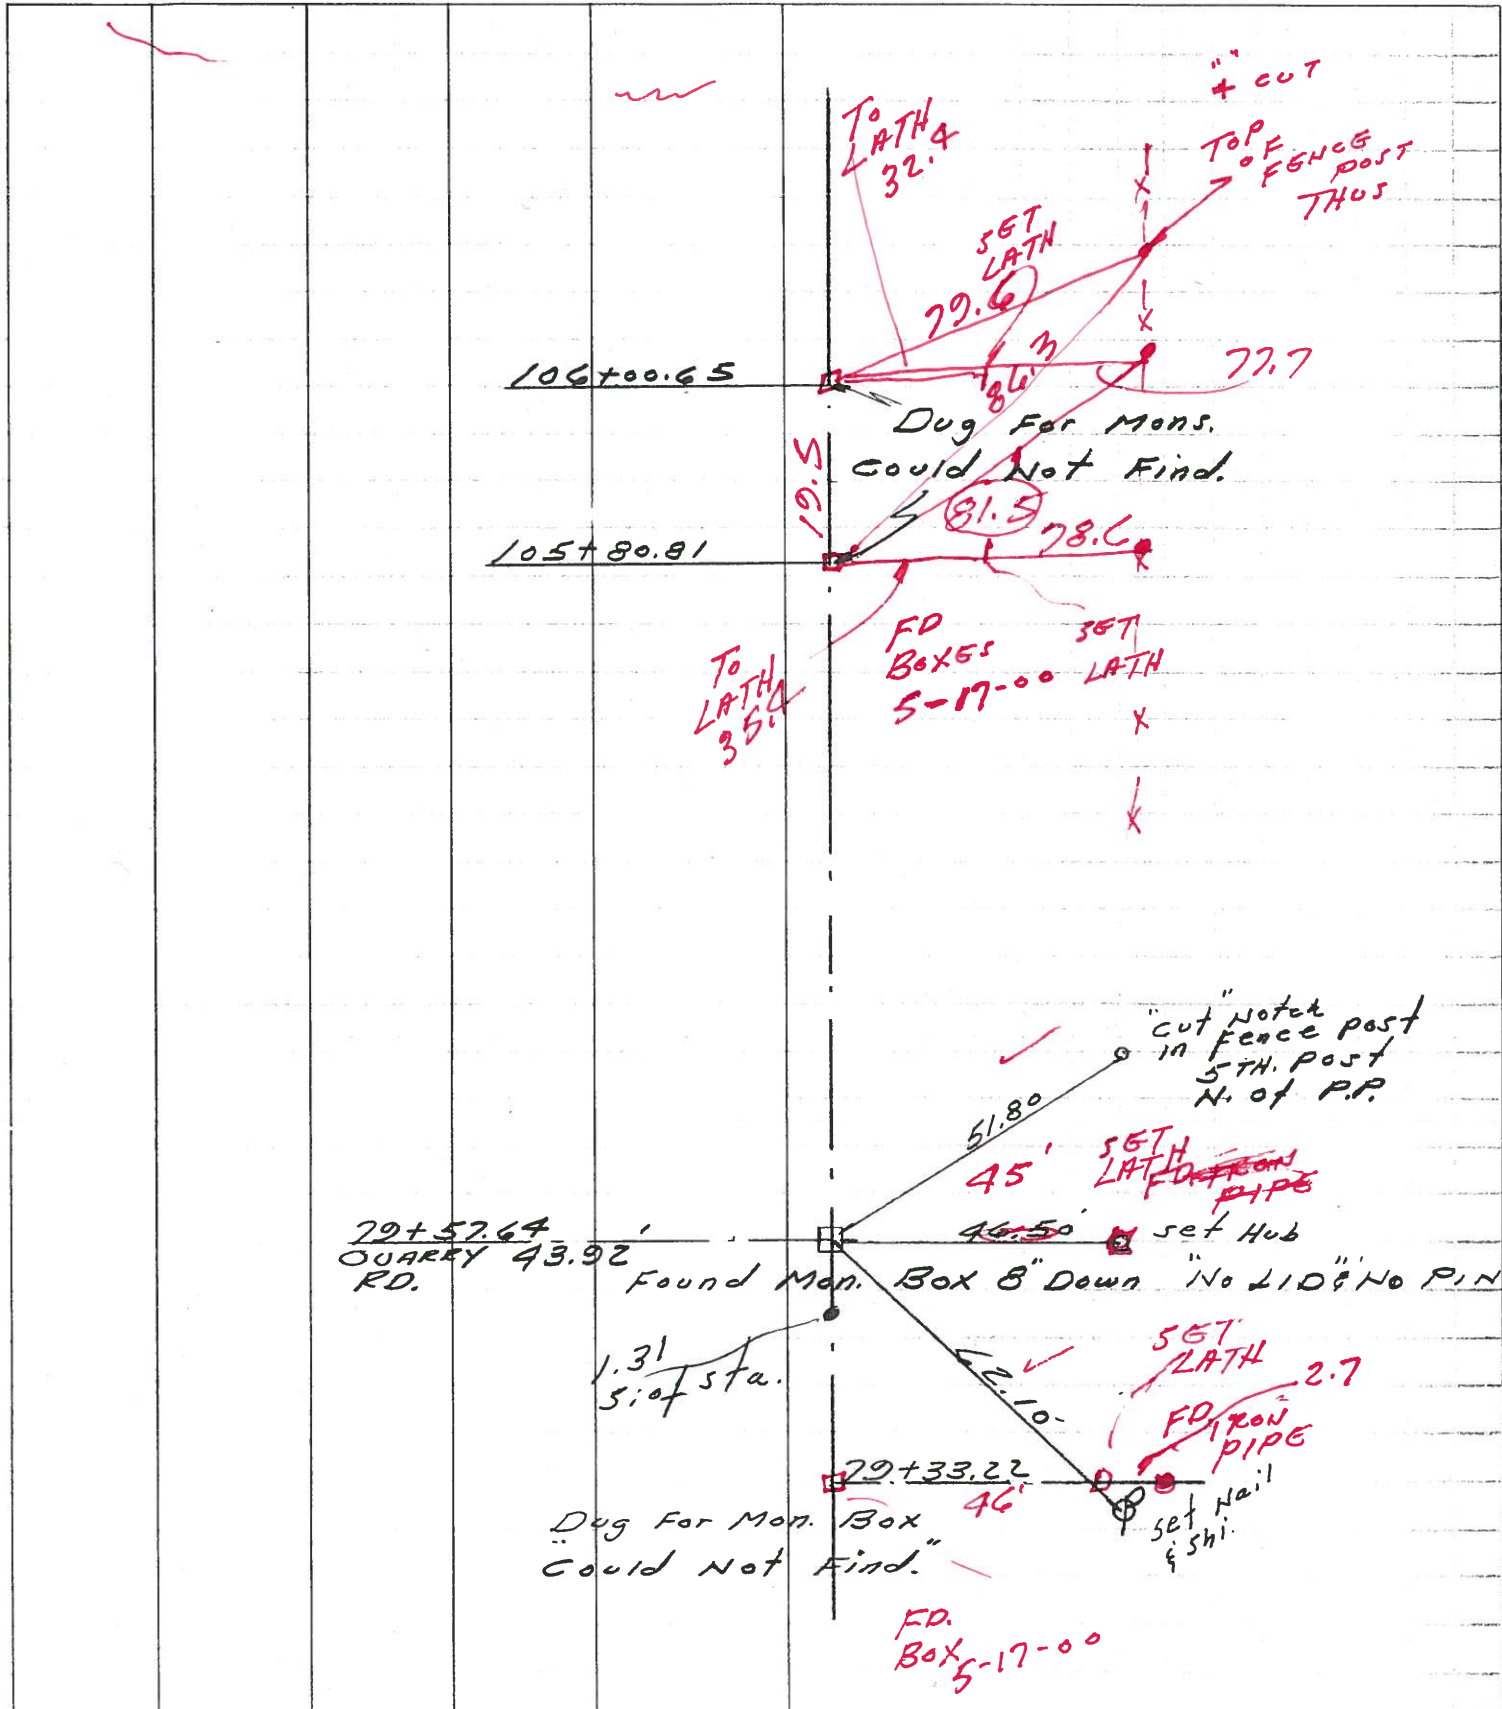 "+" CUT
TOP
OF
FENCE
POST
THUS
TO
LATH
32.4
SET
LATH
79.6
106+00.65
86.3
77.7
Dug For Mons.
Could Not Find.
19.5
81.5
78.6
105+80.81
FD
BOXES
5-17-00
SET
LATH
TO
LATH
35.4
"Cut" Notch
in Fence post
5TH. Post
N. of P.P.
51.80
45'
SET
LATH
FD. IRON
PIPE
46.50'
set Hub
79+57.64
QUARRY 43.92'
RD.
Found Mon. Box 8" Down "No LID" & No PIN
1.31
S. of sta.
62.10
SET
LATH
2.7
FD. IRON
PIPE
79+33.22
46'
set Nail
& Shi.
Dug For Mon. Box
"Could Not Find."
FD.
BOX
5-17-00